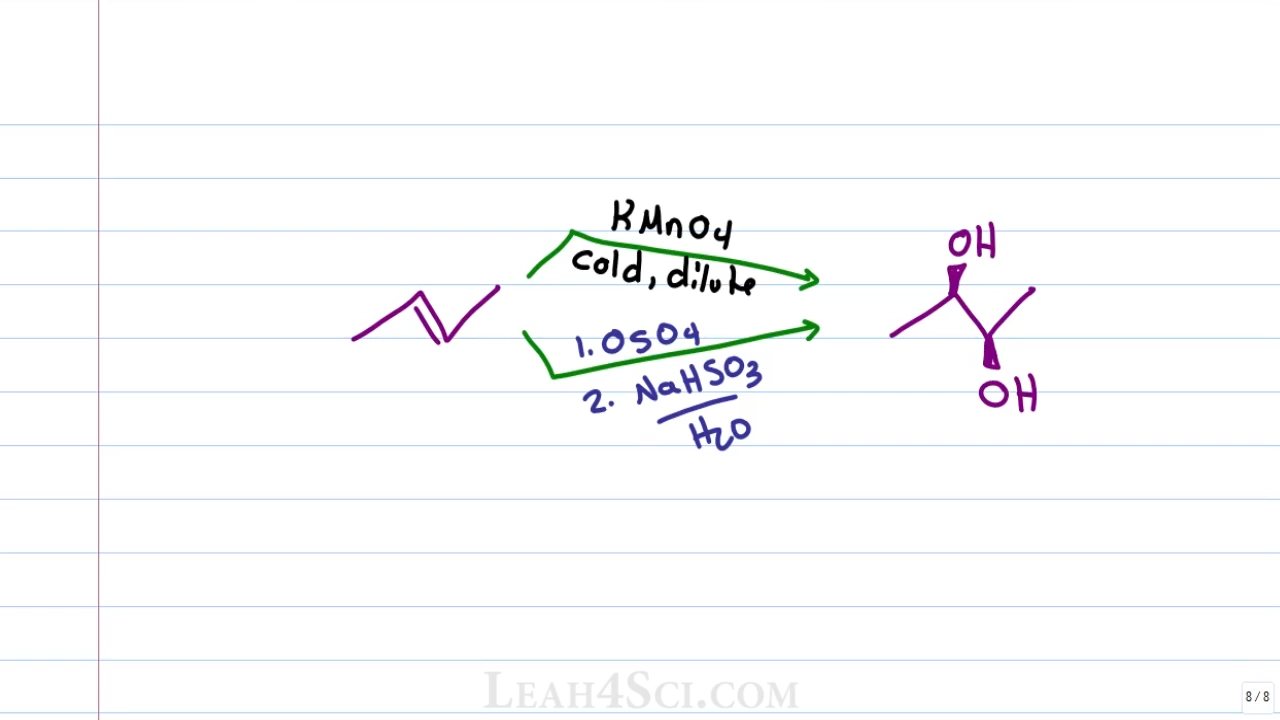 KMnO4
cold, dilute
1. OsO4
2. NaHSO3
H2O
OH
OH
LEAH4SCI.COM
8/8